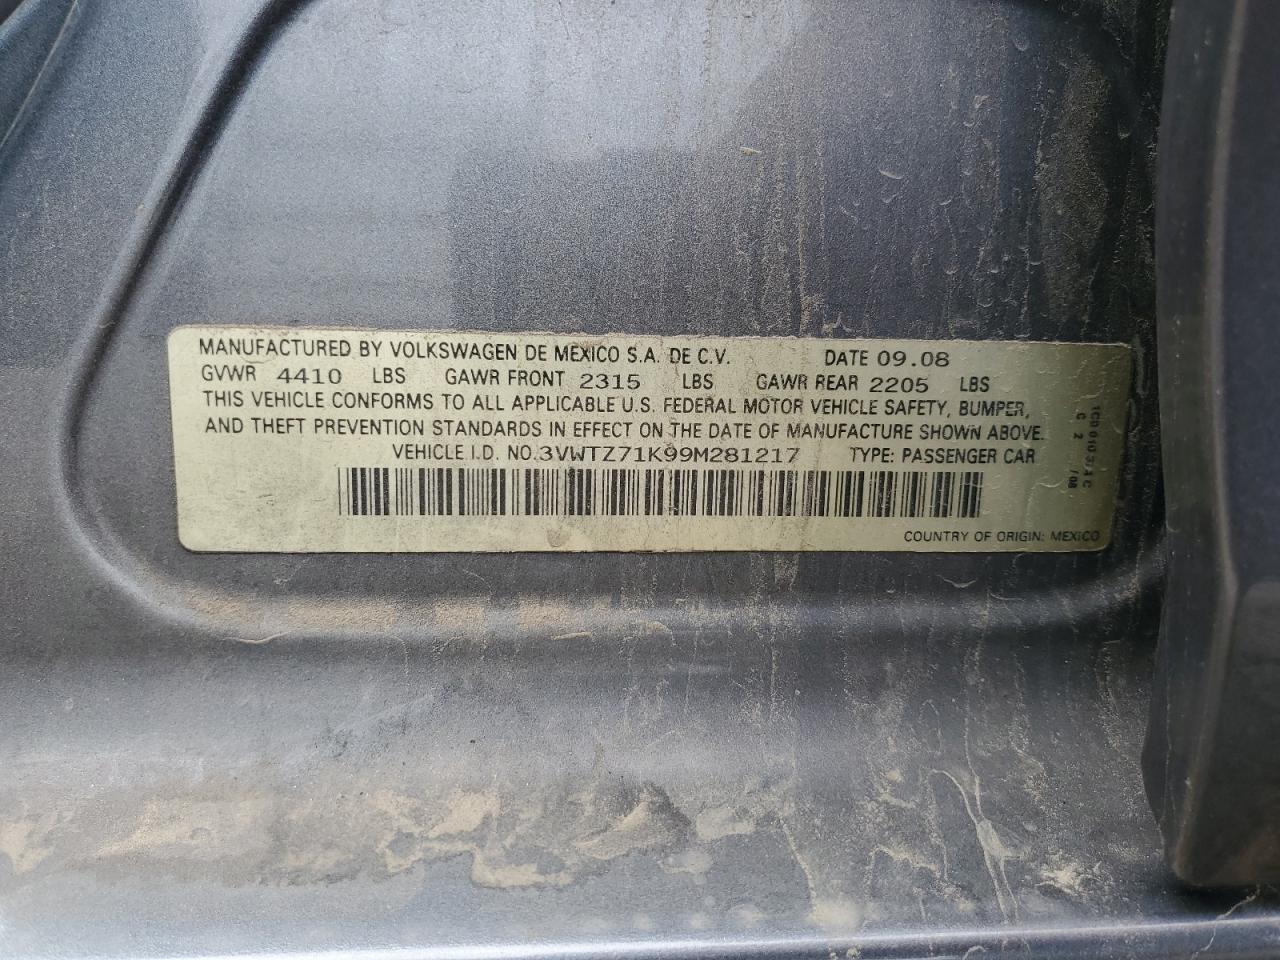 MANUFACTURED BY VOLKSWAGEN DE MEXICO S.A. DE C.V. DATE 09.08
GVWR 4410 LBS GAWR FRONT 2315 LBS GAWR REAR 2205 LBS
THIS VEHICLE CONFORMS TO ALL APPLICABLE U.S. FEDERAL MOTOR VEHICLE SAFETY, BUMPER,
AND THEFT PREVENTION STANDARDS IN EFFECT ON THE DATE OF MANUFACTURE SHOWN ABOVE.
VEHICLE I.D. NO. 3VWTZ71K99M281217 TYPE: PASSENGER CAR
COUNTRY OF ORIGIN: MEXICO